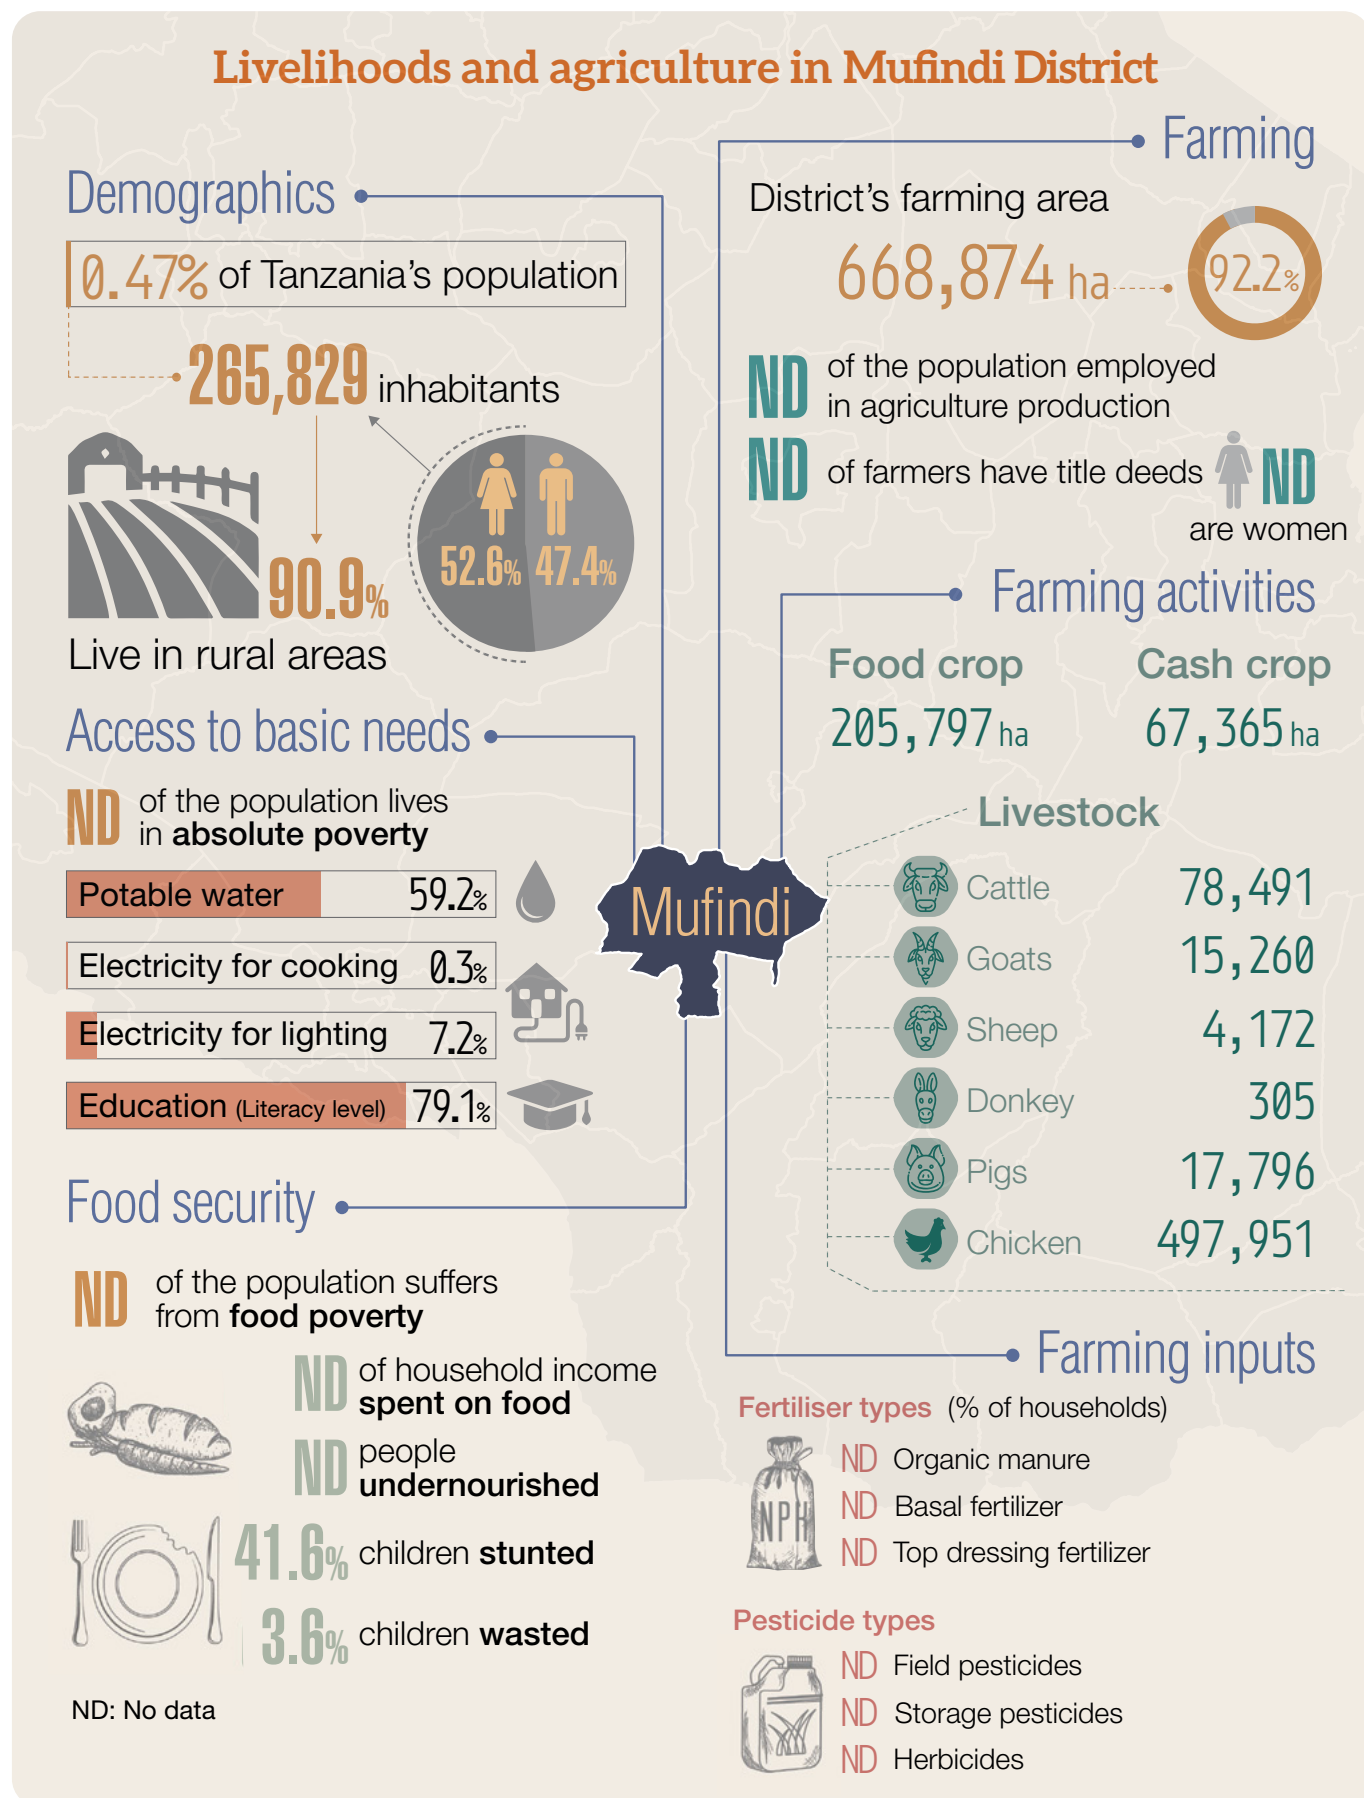 Livelihoods and agriculture in Mufindi District
Demographics
0.47% of Tanzania's population
265,829 inhabitants
52.6% 47.4%
90.9%
Live in rural areas
Access to basic needs
ND of the population lives
in absolute poverty
Potable water 59.2%
Electricity for cooking 0.3%
Electricity for lighting 7.2%
Education (Literacy level) 79.1%
Food security
ND of the population suffers
from food poverty
ND of household income
spent on food
ND people
undernourished
41.6% children stunted
3.6% children wasted
ND: No data
Mufindi
Farming
District's farming area
668,874 ha 92.2%
ND of the population employed
in agriculture production
ND of farmers have title deeds ND
are women
Farming activities
Food crop Cash crop
205,797 ha 67,365 ha
Livestock
Cattle 78,491
Goats 15,260
Sheep 4,172
Donkey 305
Pigs 17,796
Chicken 497,951
Farming inputs
Fertiliser types (% of households)
NPH
ND Organic manure
ND Basal fertilizer
ND Top dressing fertilizer
Pesticide types
ND Field pesticides
ND Storage pesticides
ND Herbicides